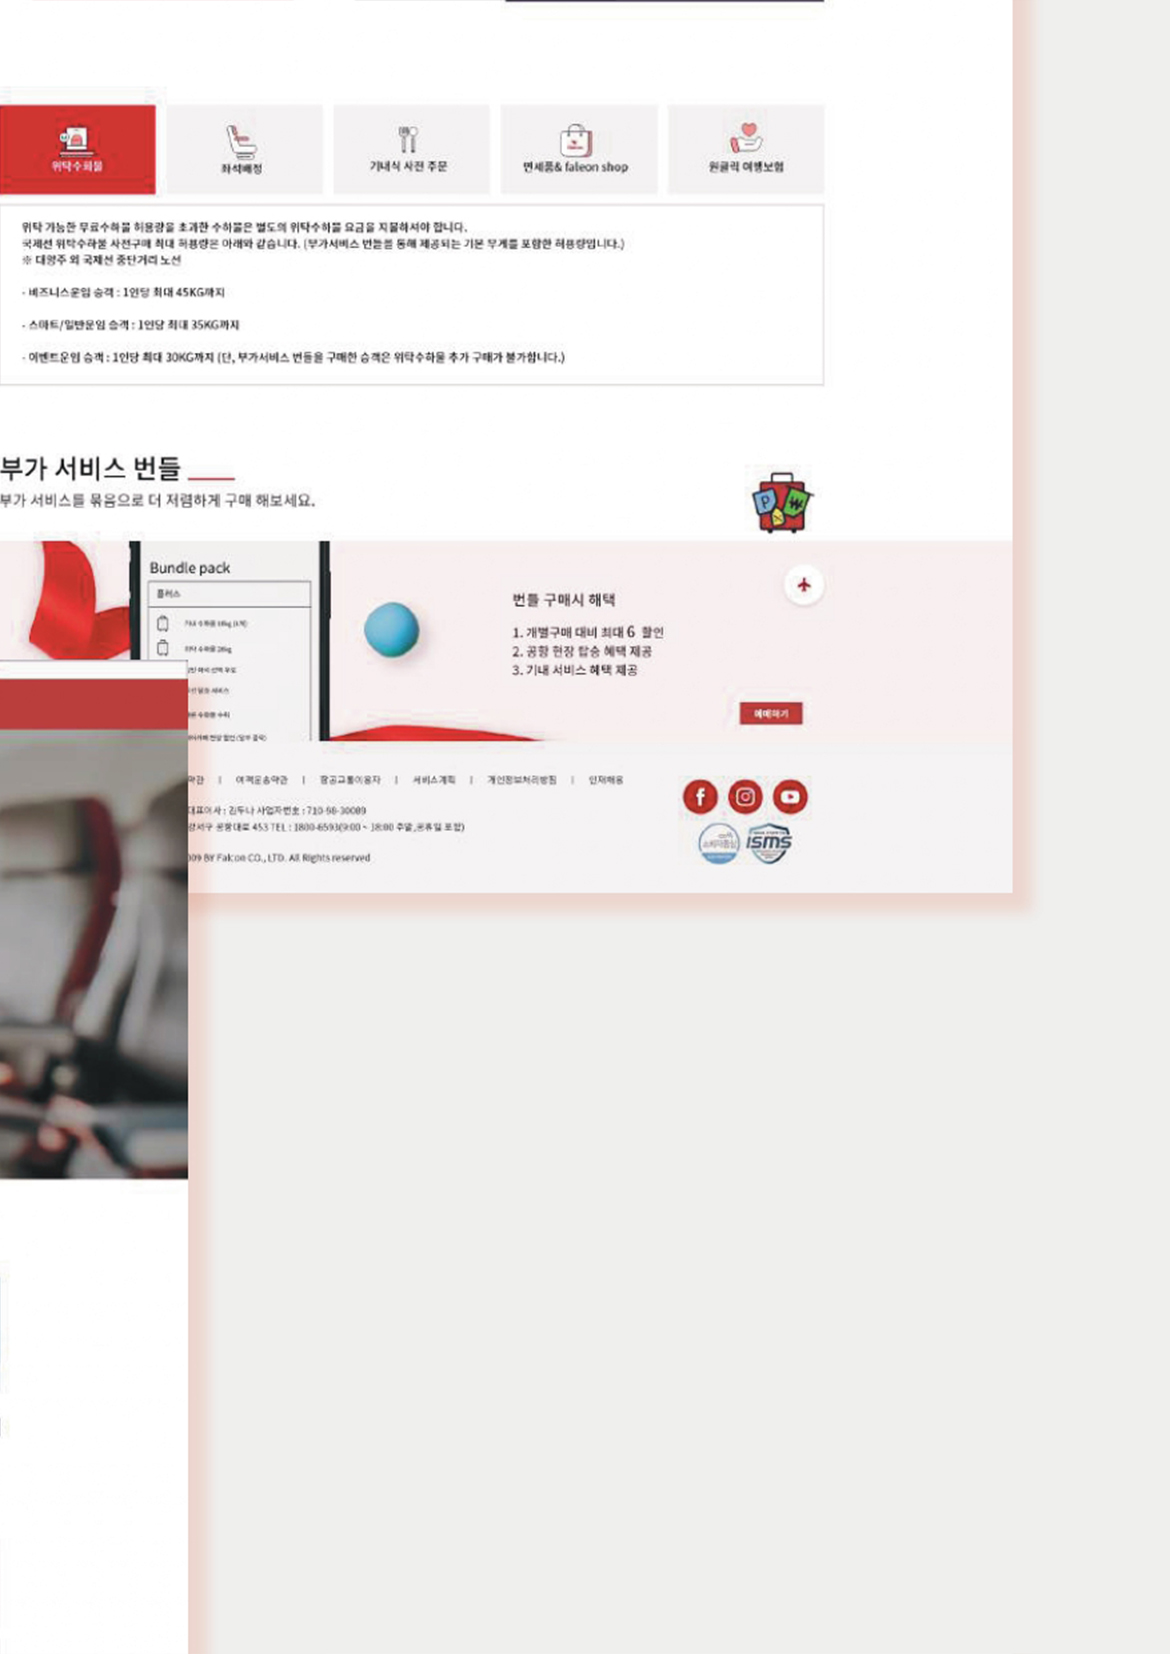 위탁수화물
좌석배정
기내식 사전 주문
면세품& faleon shop
원클릭 여행보험
위탁 가능한 무료수하물 허용량을 초과한 수하물은 별도의 위탁수하물 요금을 지불하셔야 합니다.
국제선 위탁수하물 사전구매 최대 허용량은 아래와 같습니다. (부가서비스 번들을 통해 제공되는 기본 무게를 포함한 허용량입니다.)
※ 대양주 외 국제선 중단거리 노선
- 비즈니스운임 승객 : 1인당 최대 45KG까지
- 스마트/일반운임 승객 : 1인당 최대 35KG까지
- 이벤트운임 승객 : 1인당 최대 30KG까지 (단, 부가서비스 번들을 구매한 승객은 위탁수하물 추가 구매가 불가합니다.)
부가 서비스 번들
부가 서비스를 묶음으로 더 저렴하게 구매 해보세요.
Bundle pack
플러스
번들 구매시 혜택
1. 개별구매 대비 최대 6 할인
2. 공항 현장 탑승 혜택 제공
3. 기내 서비스 혜택 제공
예매하기
약관 | 여객운송약관 | 항공교통이용자 | 서비스계획 | 개인정보처리방침 | 인재채용
대표이사 : 김두나 사업자번호 : 710-98-30089
강서구 공항대로 453 TEL : 1800-6593(9:00 ~ 18:00 주말,공휴일 포함)
009 BY Falcon CO., LTD. All Rights reserved
소비자중심
isms